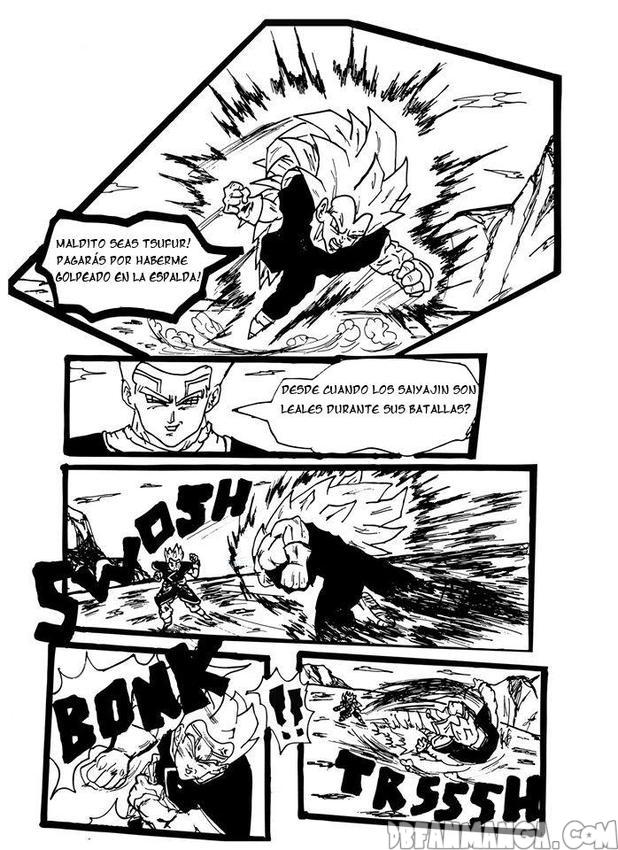 MALDITO SEAS TSUFUR!
PAGARÁS POR HABERME
GOLPEADO EN LA ESPALDA!
DESDE CUANDO LOS SAIYAJIN SON
LEALES DURANTE SUS BATALLAS?
SWOSH
BONK
!!
TRSSSH
DBFANMANGA.COM